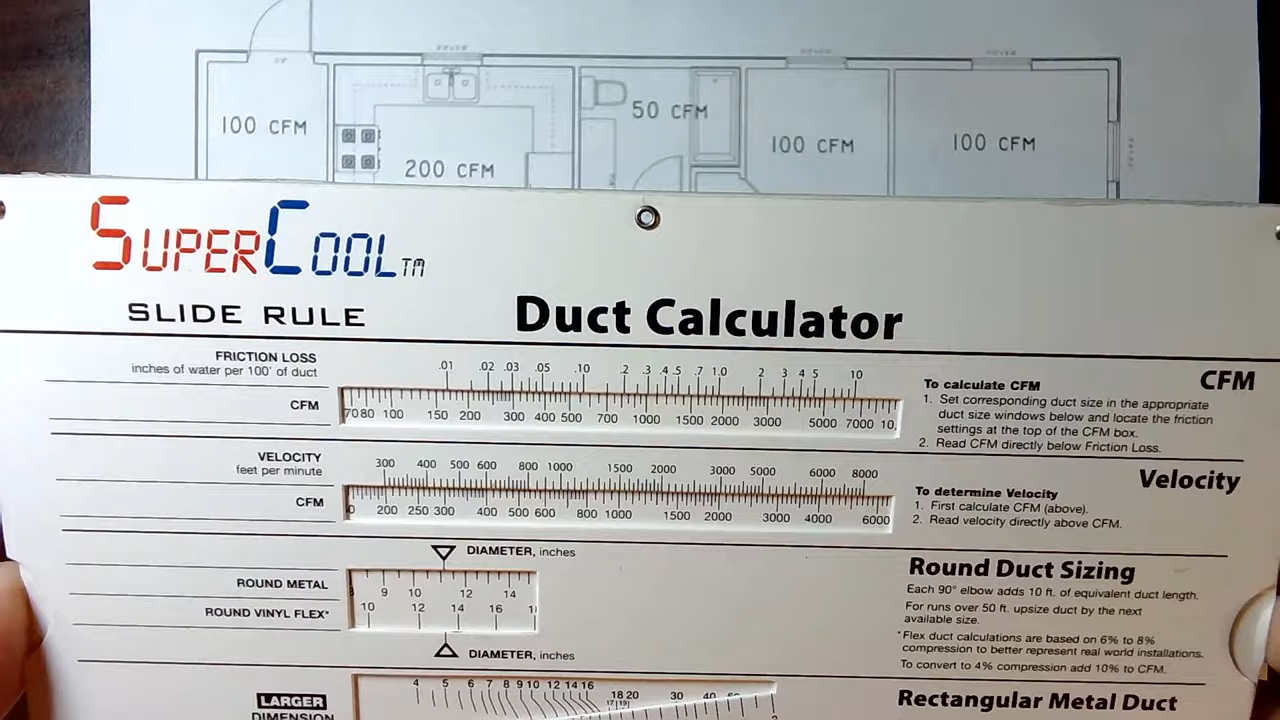 100 CFM
200 CFM
50 CFM
100 CFM
100 CFM
SUPERCOOL™
SLIDE RULE
Duct Calculator
FRICTION LOSS
inches of water per 100' of duct
.01 .02 .03 .05 .10 .2 .3 .4 .5 .7 1.0 2 3 4 5 10
CFM
70 80 100 150 200 300 400 500 700 1000 1500 2000 3000 5000 7000 10,
CFM
To calculate CFM
1. Set corresponding duct size in the appropriate
duct size windows below and locate the friction
settings at the top of the CFM box.
2. Read CFM directly below Friction Loss.
VELOCITY
feet per minute
300 400 500 600 800 1000 1500 2000 3000 5000 6000 8000
CFM
0 200 250 300 400 500 600 800 1000 1500 2000 3000 4000 6000
Velocity
To determine Velocity
1. First calculate CFM (above).
2. Read velocity directly above CFM.
DIAMETER, inches
ROUND METAL
9 10 12 14
ROUND VINYL FLEX*
10 12 14 16
DIAMETER, inches
Round Duct Sizing
Each 90° elbow adds 10 ft. of equivalent duct length.
For runs over 50 ft. upsize duct by the next
available size.
*Flex duct calculations are based on 6% to 8%
compression to better represent real world installations.
To convert to 4% compression add 10% to CFM.
LARGER
DIMENSION
4 5 6 7 8 9 10 12 14 16 18 20 30 40
17 19
Rectangular Metal Duct